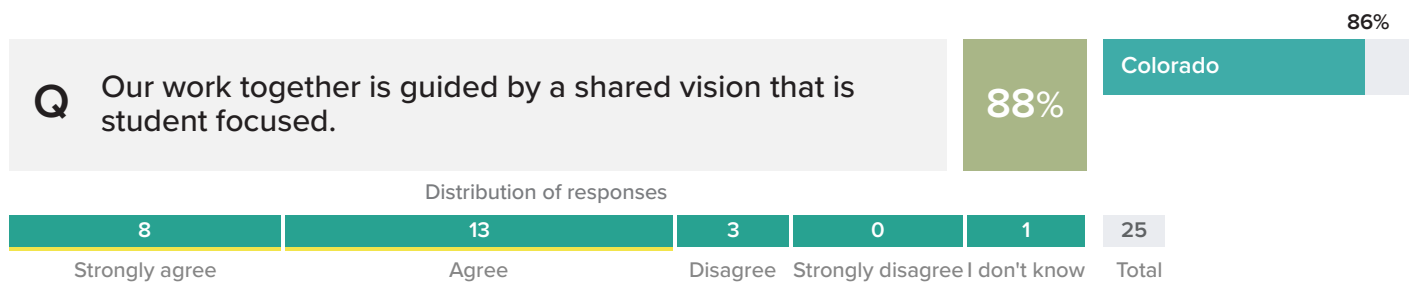 86%
Q
Our work together is guided by a shared vision that is
student focused.
88%
Colorado
Distribution of responses
8 13 3 0 1 25
Strongly agree Agree Disagree Strongly disagree I don't know Total